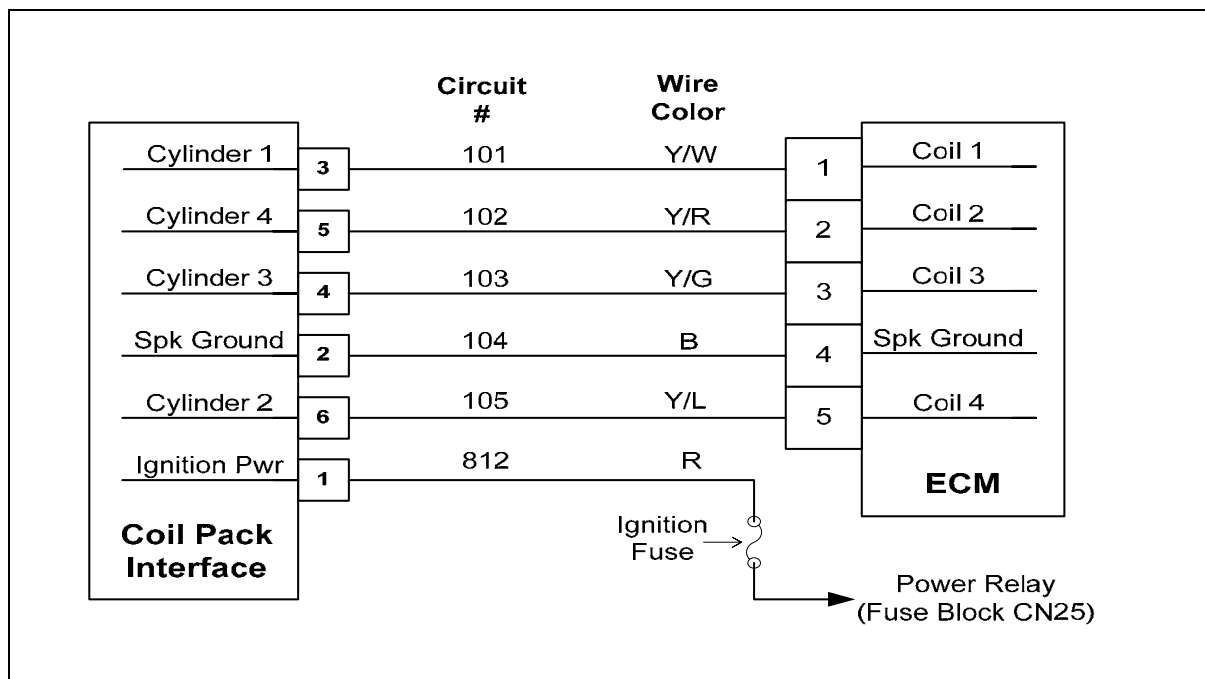 Circuit #
Wire Color
Cylinder 1 3 101 Y/W 1 Coil 1
Cylinder 4 5 102 Y/R 2 Coil 2
Cylinder 3 4 103 Y/G 3 Coil 3
Spk Ground 2 104 B 4 Spk Ground
Cylinder 2 6 105 Y/L 5 Coil 4
Ignition Pwr 1 812 R
ECM
Coil Pack
Interface
Ignition
Fuse
Power Relay
(Fuse Block CN25)